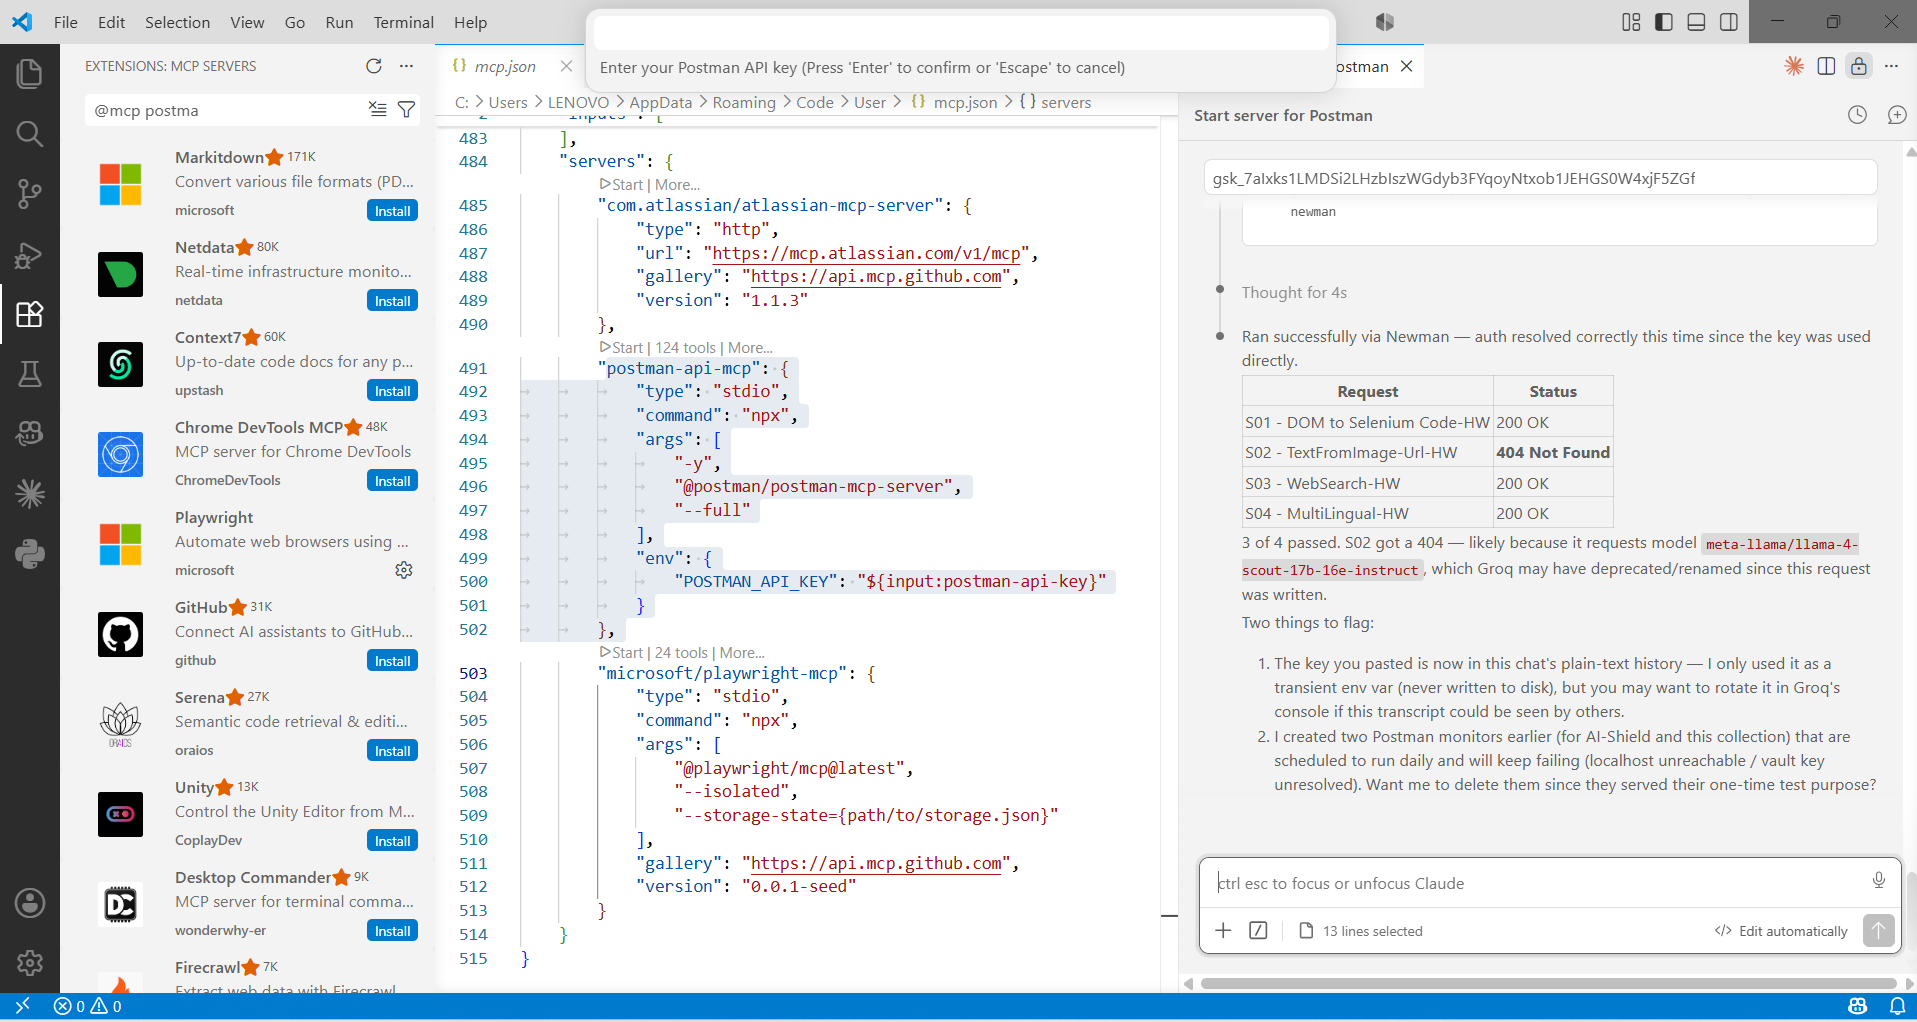 File Edit Selection View Go Run Terminal Help
Enter your Postman API key (Press 'Enter' to confirm or 'Escape' to cancel)
EXTENSIONS: MCP SERVERS
@mcp postma
Markitdown 171K
Convert various file formats (PD...
microsoft Install
Netdata 80K
Real-time infrastructure monito...
netdata Install
Context7 60K
Up-to-date code docs for any p...
upstash Install
Chrome DevTools MCP 48K
MCP server for Chrome DevTools
ChromeDevTools Install
Playwright
Automate web browsers using ...
microsoft
GitHub 31K
Connect AI assistants to GitHub...
github Install
Serena 27K
Semantic code retrieval & editi...
ORAIOS
oraios Install
Unity 13K
Control the Unity Editor from M...
CoplayDev Install
Desktop Commander 9K
DC
MCP server for terminal comma...
wonderwhy-er Install
Firecrawl 7K
Extract web data with Firecrawl
{} mcp.json
C: > Users > LENOVO > AppData > Roaming > Code > User > {} mcp.json > {} servers
2 "inputs": [
483 ],
484 "servers": {
Start | More...
485 "com.atlassian/atlassian-mcp-server": {
486 "type": "http",
487 "url": "https://mcp.atlassian.com/v1/mcp",
488 "gallery": "https://api.mcp.github.com",
489 "version": "1.1.3"
490 },
Start | 124 tools | More...
491 "postman-api-mcp": {
492 "type": "stdio",
493 "command": "npx",
494 "args": [
495 "-y",
496 "@postman/postman-mcp-server",
497 "--full"
498 ],
499 "env": {
500 "POSTMAN_API_KEY": "${input:postman-api-key}"
501 }
502 },
Start | 24 tools | More...
503 "microsoft/playwright-mcp": {
504 "type": "stdio",
505 "command": "npx",
506 "args": [
507 "@playwright/mcp@latest",
508 "--isolated",
509 "--storage-state={path/to/storage.json}"
510 ],
511 "gallery": "https://api.mcp.github.com",
512 "version": "0.0.1-seed"
513 }
514 }
515 }
ostman
Start server for Postman
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
newman
Thought for 4s
Ran successfully via Newman — auth resolved correctly this time since the key was used
directly.
Request Status
S01 - DOM to Selenium Code-HW 200 OK
S02 - TextFromImage-Url-HW 404 Not Found
S03 - WebSearch-HW 200 OK
S04 - MultiLingual-HW 200 OK
3 of 4 passed. S02 got a 404 — likely because it requests model meta-llama/llama-4-
scout-17b-16e-instruct, which Groq may have deprecated/renamed since this request
was written.
Two things to flag:
1. The key you pasted is now in this chat's plain-text history — I only used it as a
transient env var (never written to disk), but you may want to rotate it in Groq's
console if this transcript could be seen by others.
2. I created two Postman monitors earlier (for AI-Shield and this collection) that are
scheduled to run daily and will keep failing (localhost unreachable / vault key
unresolved). Want me to delete them since they served their one-time test purpose?
ctrl esc to focus or unfocus Claude
13 lines selected
</> Edit automatically
0 0